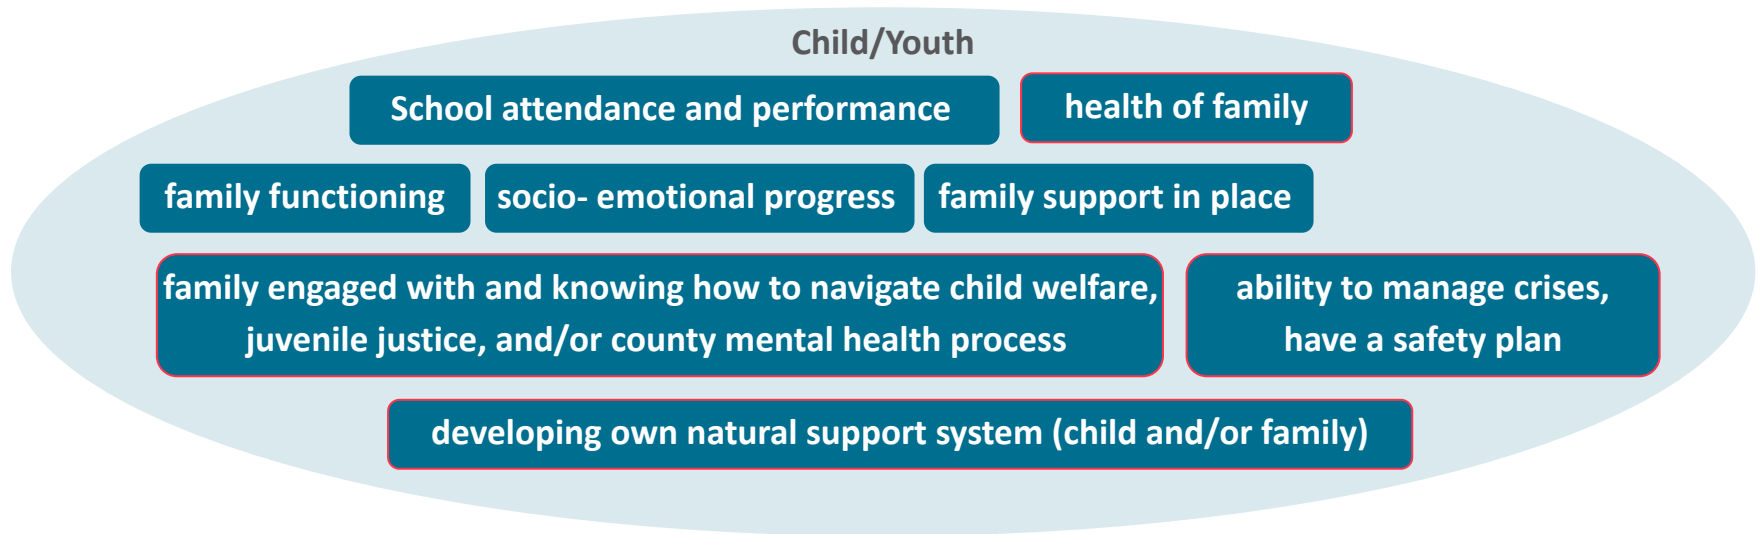 Child/Youth
School attendance and performance
health of family
family functioning
socio- emotional progress
family support in place
family engaged with and knowing how to navigate child welfare,
juvenile justice, and/or county mental health process
ability to manage crises,
have a safety plan
developing own natural support system (child and/or family)